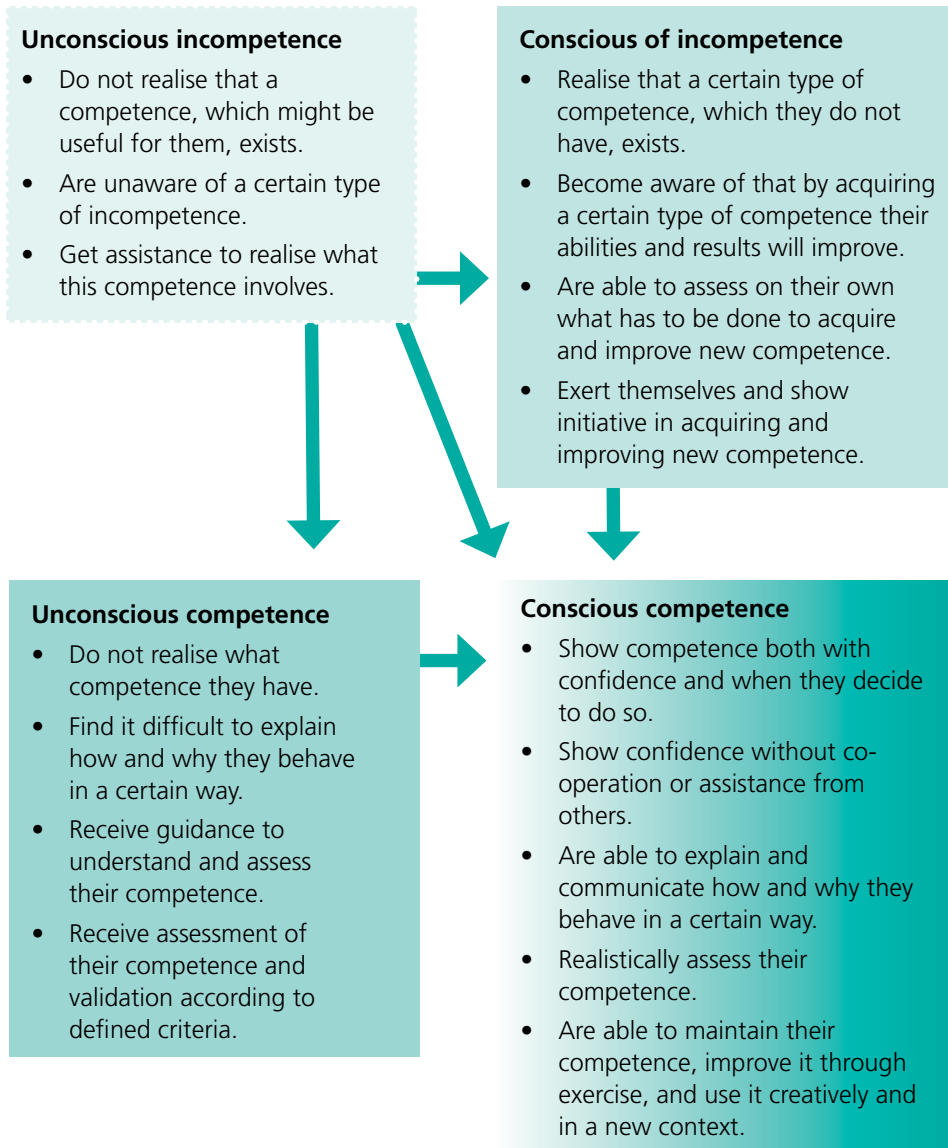 Unconscious incompetence
• Do not realise that a
competence, which might be
useful for them, exists.
• Are unaware of a certain type
of incompetence.
• Get assistance to realise what
this competence involves.
Conscious of incompetence
• Realise that a certain type of
competence, which they do not
have, exists.
• Become aware of that by acquiring
a certain type of competence their
abilities and results will improve.
• Are able to assess on their own
what has to be done to acquire
and improve new competence.
• Exert themselves and show
initiative in acquiring and
improving new competence.
Unconscious competence
• Do not realise what
competence they have.
• Find it difficult to explain
how and why they behave
in a certain way.
• Receive guidance to
understand and assess
their competence.
• Receive assessment of
their competence and
validation according to
defined criteria.
Conscious competence
• Show competence both with
confidence and when they decide
to do so.
• Show confidence without co-
operation or assistance from
others.
• Are able to explain and
communicate how and why they
behave in a certain way.
• Realistically assess their
competence.
• Are able to maintain their
competence, improve it through
exercise, and use it creatively and
in a new context.